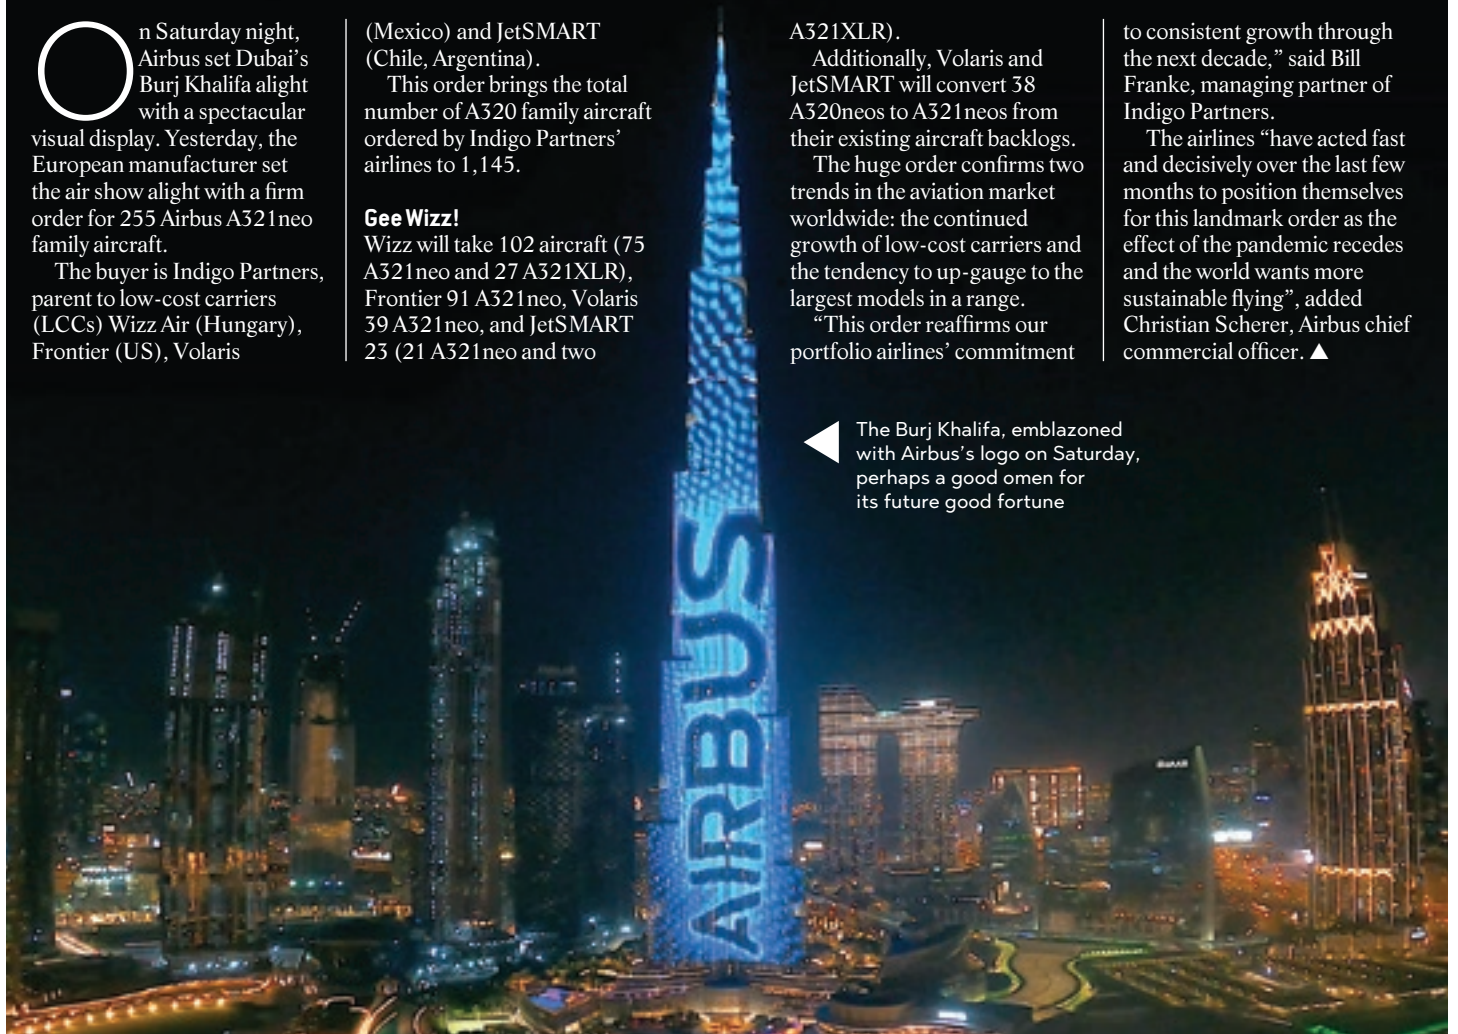 On Saturday night,
Airbus set Dubai's
Burj Khalifa alight
with a spectacular
visual display. Yesterday, the
European manufacturer set
the air show alight with a firm
order for 255 Airbus A321neo
family aircraft.
The buyer is Indigo Partners,
parent to low-cost carriers
(LCCs) Wizz Air (Hungary),
Frontier (US), Volaris
(Mexico) and JetSMART
(Chile, Argentina).
This order brings the total
number of A320 family aircraft
ordered by Indigo Partners'
airlines to 1,145.
Gee Wizz!
Wizz will take 102 aircraft (75
A321neo and 27 A321XLR),
Frontier 91 A321neo, Volaris
39 A321neo, and JetSMART
23 (21 A321neo and two
A321XLR).
Additionally, Volaris and
JetSMART will convert 38
A320neos to A321neos from
their existing aircraft backlogs.
The huge order confirms two
trends in the aviation market
worldwide: the continued
growth of low-cost carriers and
the tendency to up-gauge to the
largest models in a range.
“This order reaffirms our
portfolio airlines' commitment
to consistent growth through
the next decade,” said Bill
Franke, managing partner of
Indigo Partners.
The airlines “have acted fast
and decisively over the last few
months to position themselves
for this landmark order as the
effect of the pandemic recedes
and the world wants more
sustainable flying”, added
Christian Scherer, Airbus chief
commercial officer. ▲
The Burj Khalifa, emblazoned
with Airbus's logo on Saturday,
perhaps a good omen for
its future good fortune
AIRBUS